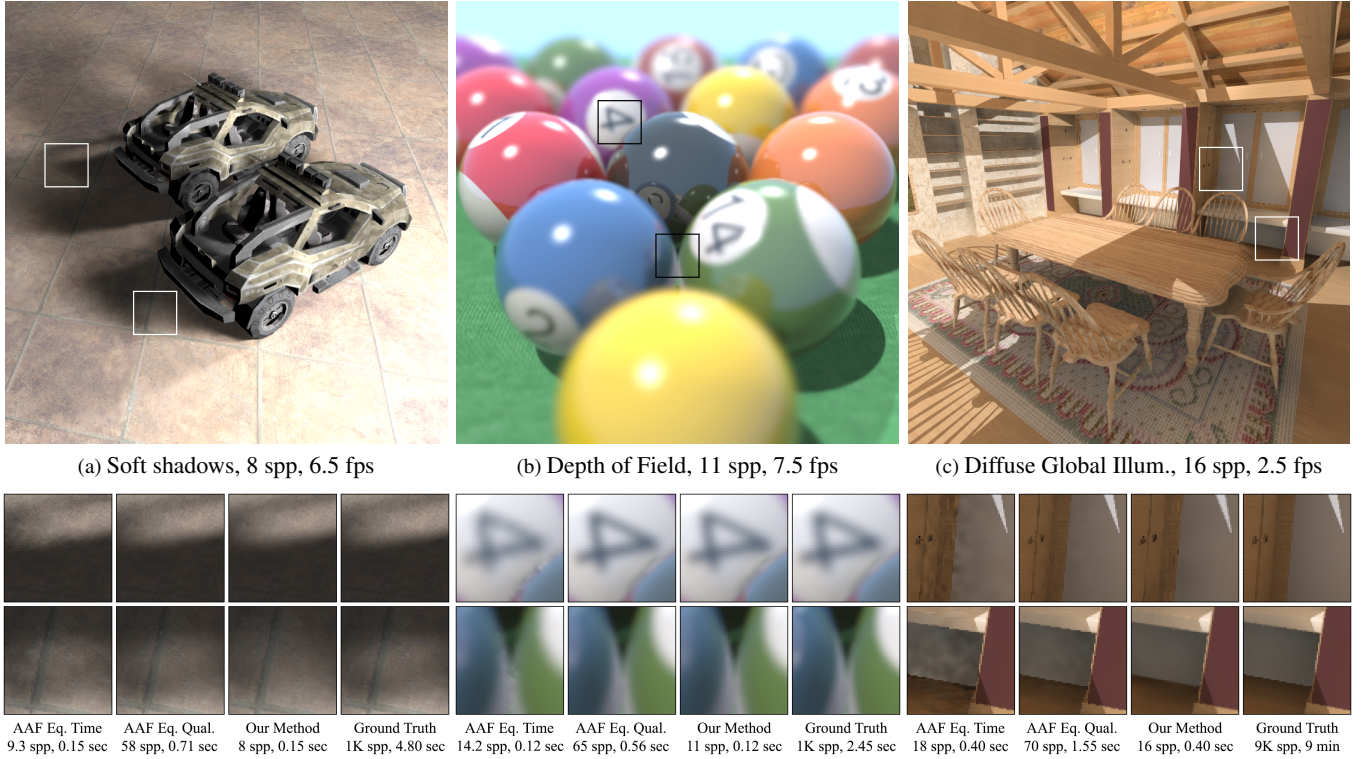 4
14
(a) Soft shadows, 8 spp, 6.5 fps
(b) Depth of Field, 11 spp, 7.5 fps
(c) Diffuse Global Illum., 16 spp, 2.5 fps
4 4 4 4
AAF Eq. Time AAF Eq. Qual. Our Method Ground Truth
9.3 spp, 0.15 sec 58 spp, 0.71 sec 8 spp, 0.15 sec 1K spp, 4.80 sec
AAF Eq. Time AAF Eq. Qual. Our Method Ground Truth
14.2 spp, 0.12 sec 65 spp, 0.56 sec 11 spp, 0.12 sec 1K spp, 2.45 sec
AAF Eq. Time AAF Eq. Qual. Our Method Ground Truth
18 spp, 0.40 sec 70 spp, 1.55 sec 16 spp, 0.40 sec 9K spp, 9 min